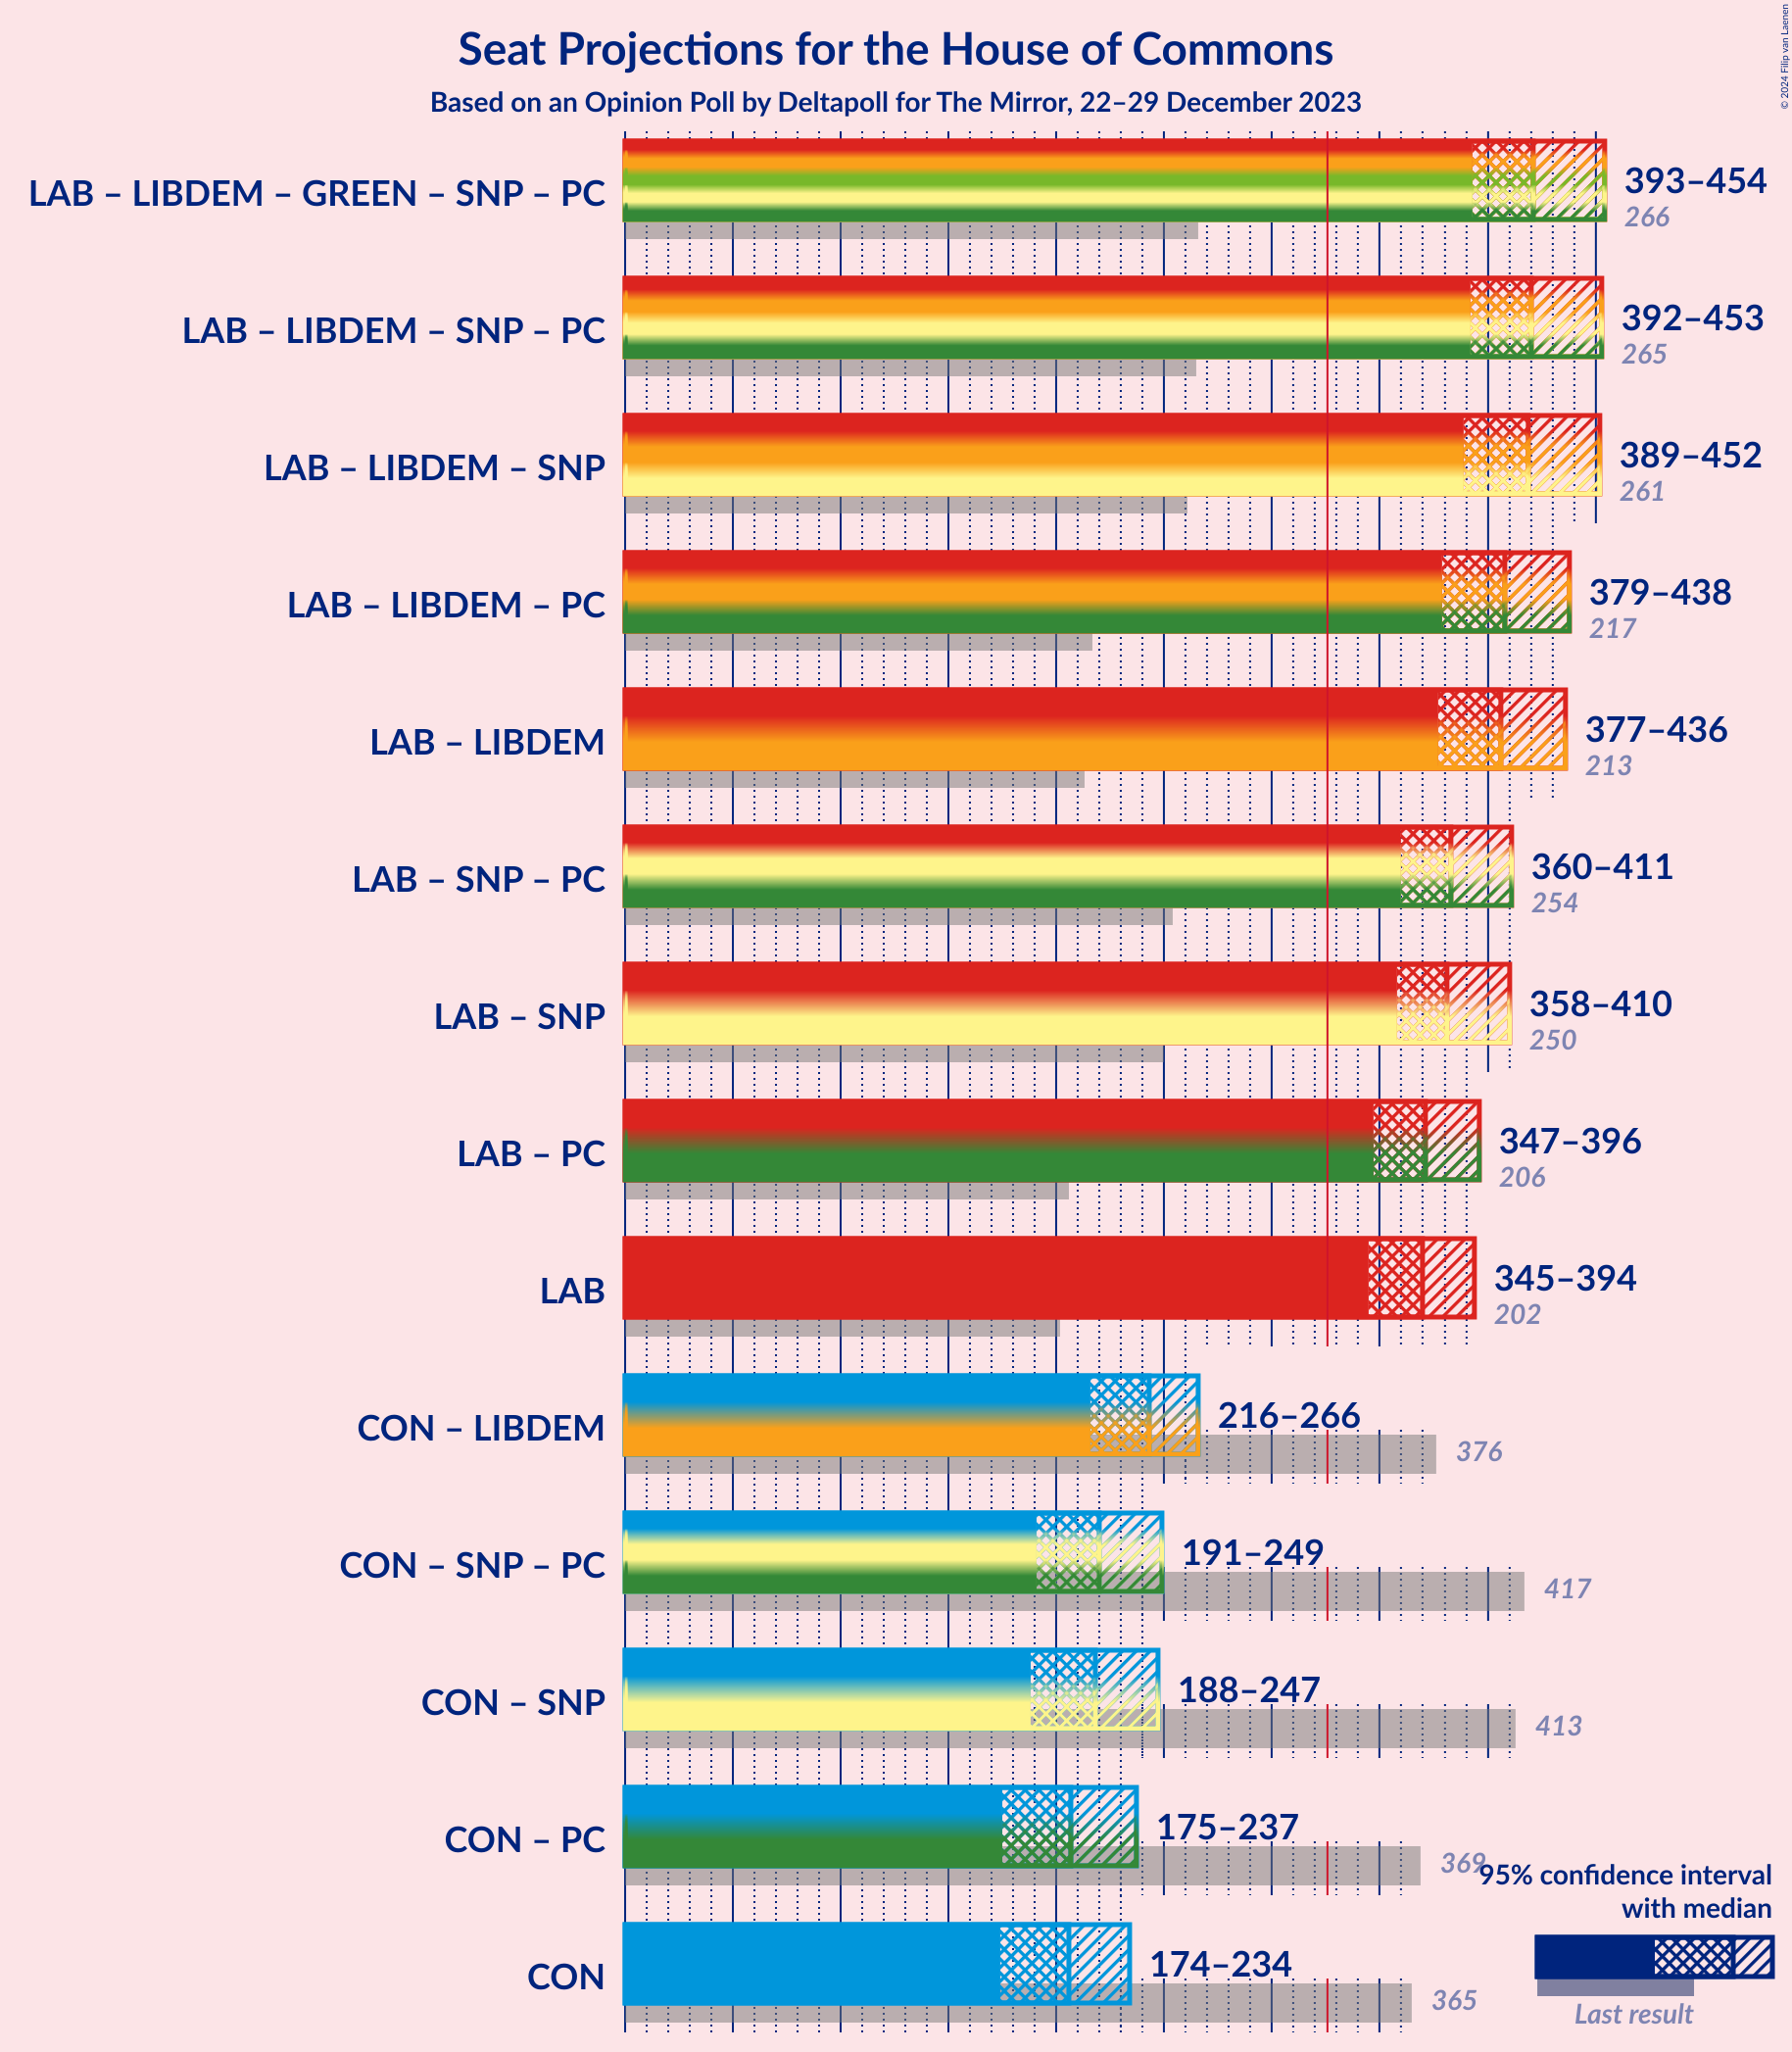 © 2024 Filip van Laenen
Seat Projections for the House of Commons
Based on an Opinion Poll by Deltapoll for The Mirror, 22–29 December 2023
LAB – LIBDEM – GREEN – SNP – PC
393–454
266
LAB – LIBDEM – SNP – PC
392–453
265
LAB – LIBDEM – SNP
389–452
261
LAB – LIBDEM – PC
379–438
217
LAB – LIBDEM
377–436
213
LAB – SNP – PC
360–411
254
LAB – SNP
358–410
250
LAB – PC
347–396
206
LAB
345–394
202
CON – LIBDEM
216–266
376
CON – SNP – PC
191–249
417
CON – SNP
188–247
413
CON – PC
175–237
369
CON
174–234
365
95% confidence interval
with median
Last result